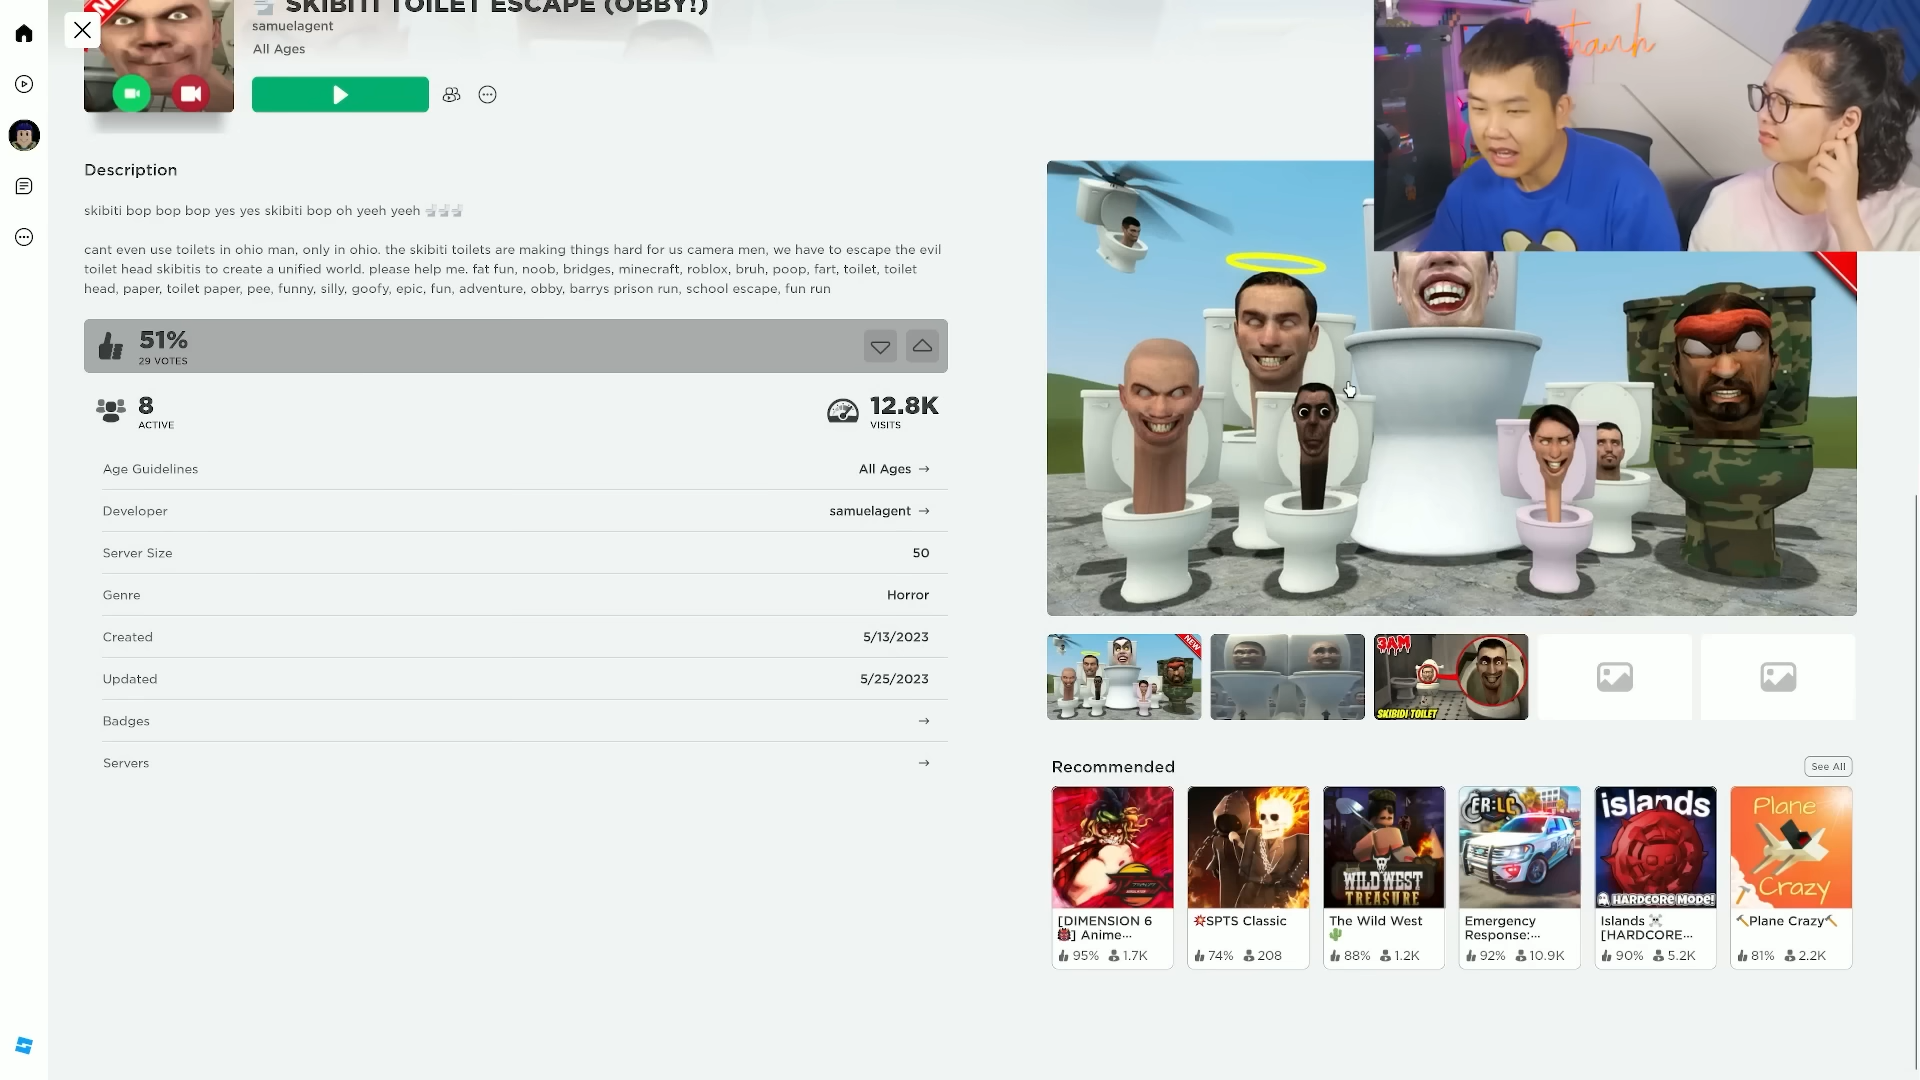 SKIBITI TOILET ESCAPE (OBBY!)
samuelagent
All Ages
Description
skibiti bop bop bop yes yes skibiti bop oh yeeh yeeh
cant even use toilets in ohio man, only in ohio. the skibiti toilets are making things hard for us camera men, we have to escape the evil
toilet head skibitis to create a unified world. please help me. fat fun, noob, bridges, minecraft, roblox, bruh, poop, fart, toilet, toilet
head, paper, toilet paper, pee, funny, silly, goofy, epic, fun, adventure, obby, barrys prison run, school escape, fun run
51%
29 VOTES
8
ACTIVE
12.8K
VISITS
Age Guidelines
All Ages
Developer
samuelagent
Server Size
50
Genre
Horror
Created
5/13/2023
Updated
5/25/2023
Badges
Servers
thanh
NEW
3AM
SKIBIDI TOILET
Recommended
See All
[DIMENSION 6
] Anime...
95% 1.7K
SPTS Classic
74% 208
WILD WEST
TREASURE
The Wild West
88% 1.2K
ER:LC
Emergency
Response:...
92% 10.9K
islands
HARDCORE MODE!
Islands
[HARDCORE...
90% 5.2K
Plane
Crazy
Plane Crazy
81% 2.2K